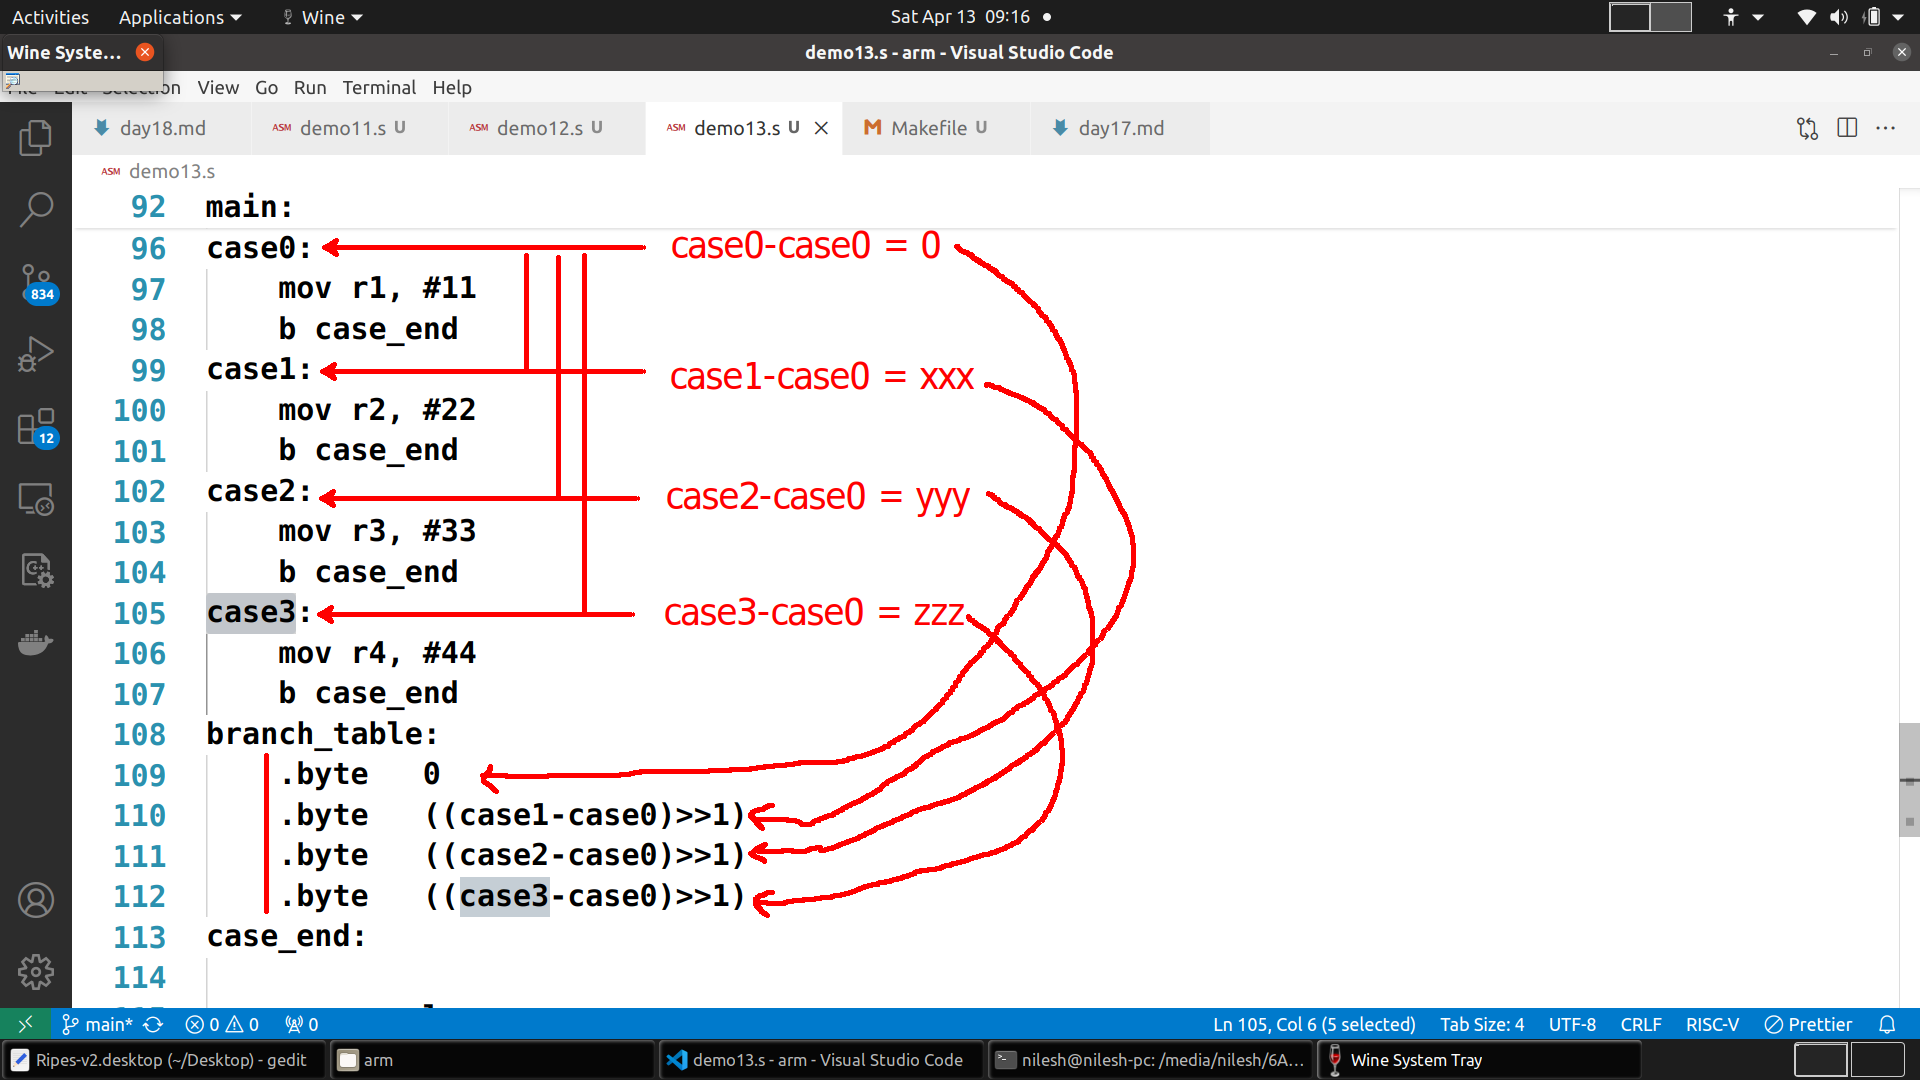 Activities Applications Wine Sat Apr 13 09:16
Wine Syste... demo13.s - arm - Visual Studio Code
View Go Run Terminal Help
day18.md demo11.s U demo12.s U demo13.s U Makefile U day17.md
ASM demo13.s
92 main:
96 case0: case0-case0 = 0
97 mov r1, #11
98 b case_end
99 case1: case1-case0 = xxx
100 mov r2, #22
101 b case_end
102 case2: case2-case0 = yyy
103 mov r3, #33
104 b case_end
105 case3: case3-case0 = zzz
106 mov r4, #44
107 b case_end
108 branch_table:
109 .byte 0
110 .byte ((case1-case0)>>1)
111 .byte ((case2-case0)>>1)
112 .byte ((case3-case0)>>1)
113 case_end:
114
834
12
main* 0 0 0 Ln 105, Col 6 (5 selected) Tab Size: 4 UTF-8 CRLF RISC-V Prettier
Ripes-v2.desktop (~/Desktop) - gedit arm demo13.s - arm - Visual Studio Code nilesh@nilesh-pc: /media/nilesh/6A... Wine System Tray